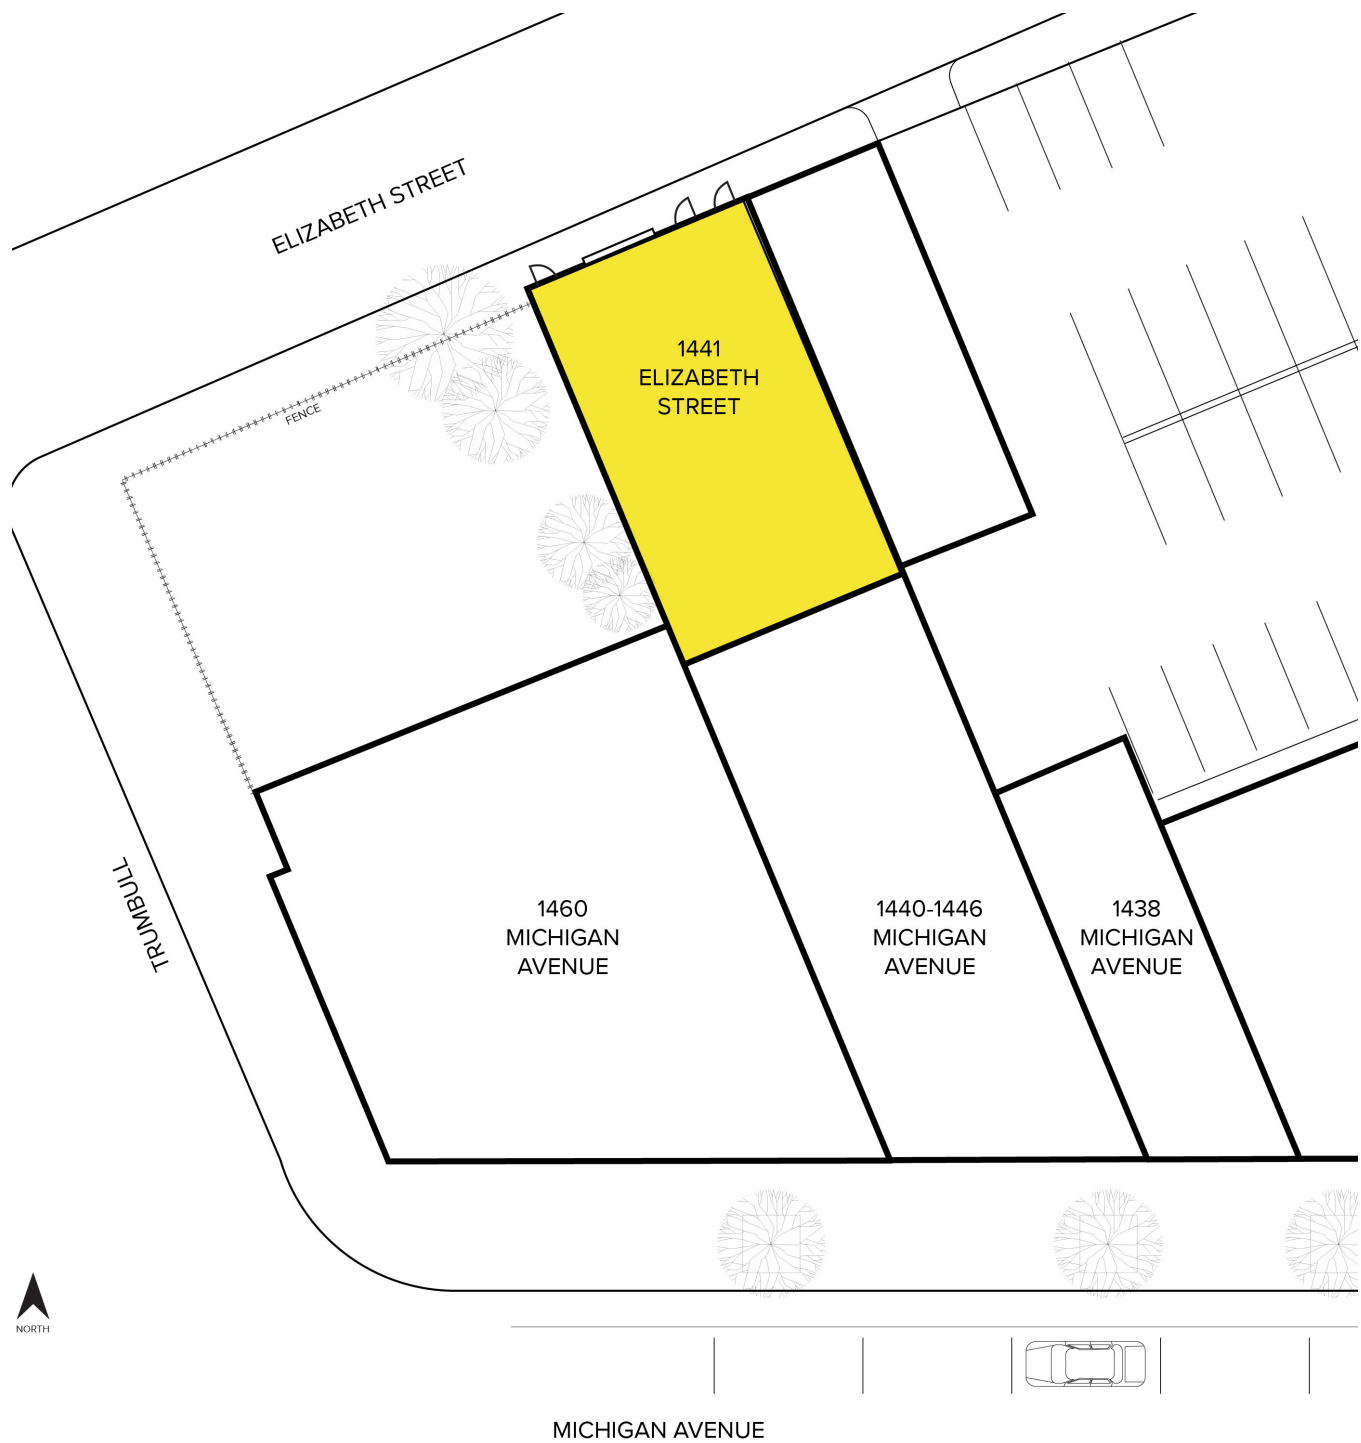 ELIZABETH STREET
1441
ELIZABETH
STREET
FENCE
TRUMBULL
1460
MICHIGAN
AVENUE
1440-1446
MICHIGAN
AVENUE
1438
MICHIGAN
AVENUE
NORTH
MICHIGAN AVENUE